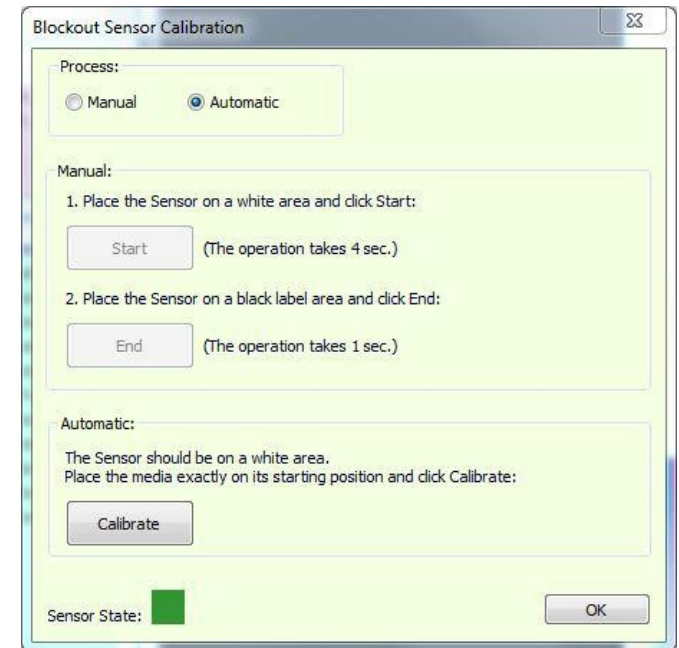 Blockout Sensor Calibration
Process:
Manual Automatic
Manual:
1. Place the Sensor on a white area and click Start:
Start (The operation takes 4 sec.)
2. Place the Sensor on a black label area and click End:
End (The operation takes 1 sec.)
Automatic:
The Sensor should be on a white area.
Place the media exactly on its starting position and click Calibrate:
Calibrate
Sensor State: OK